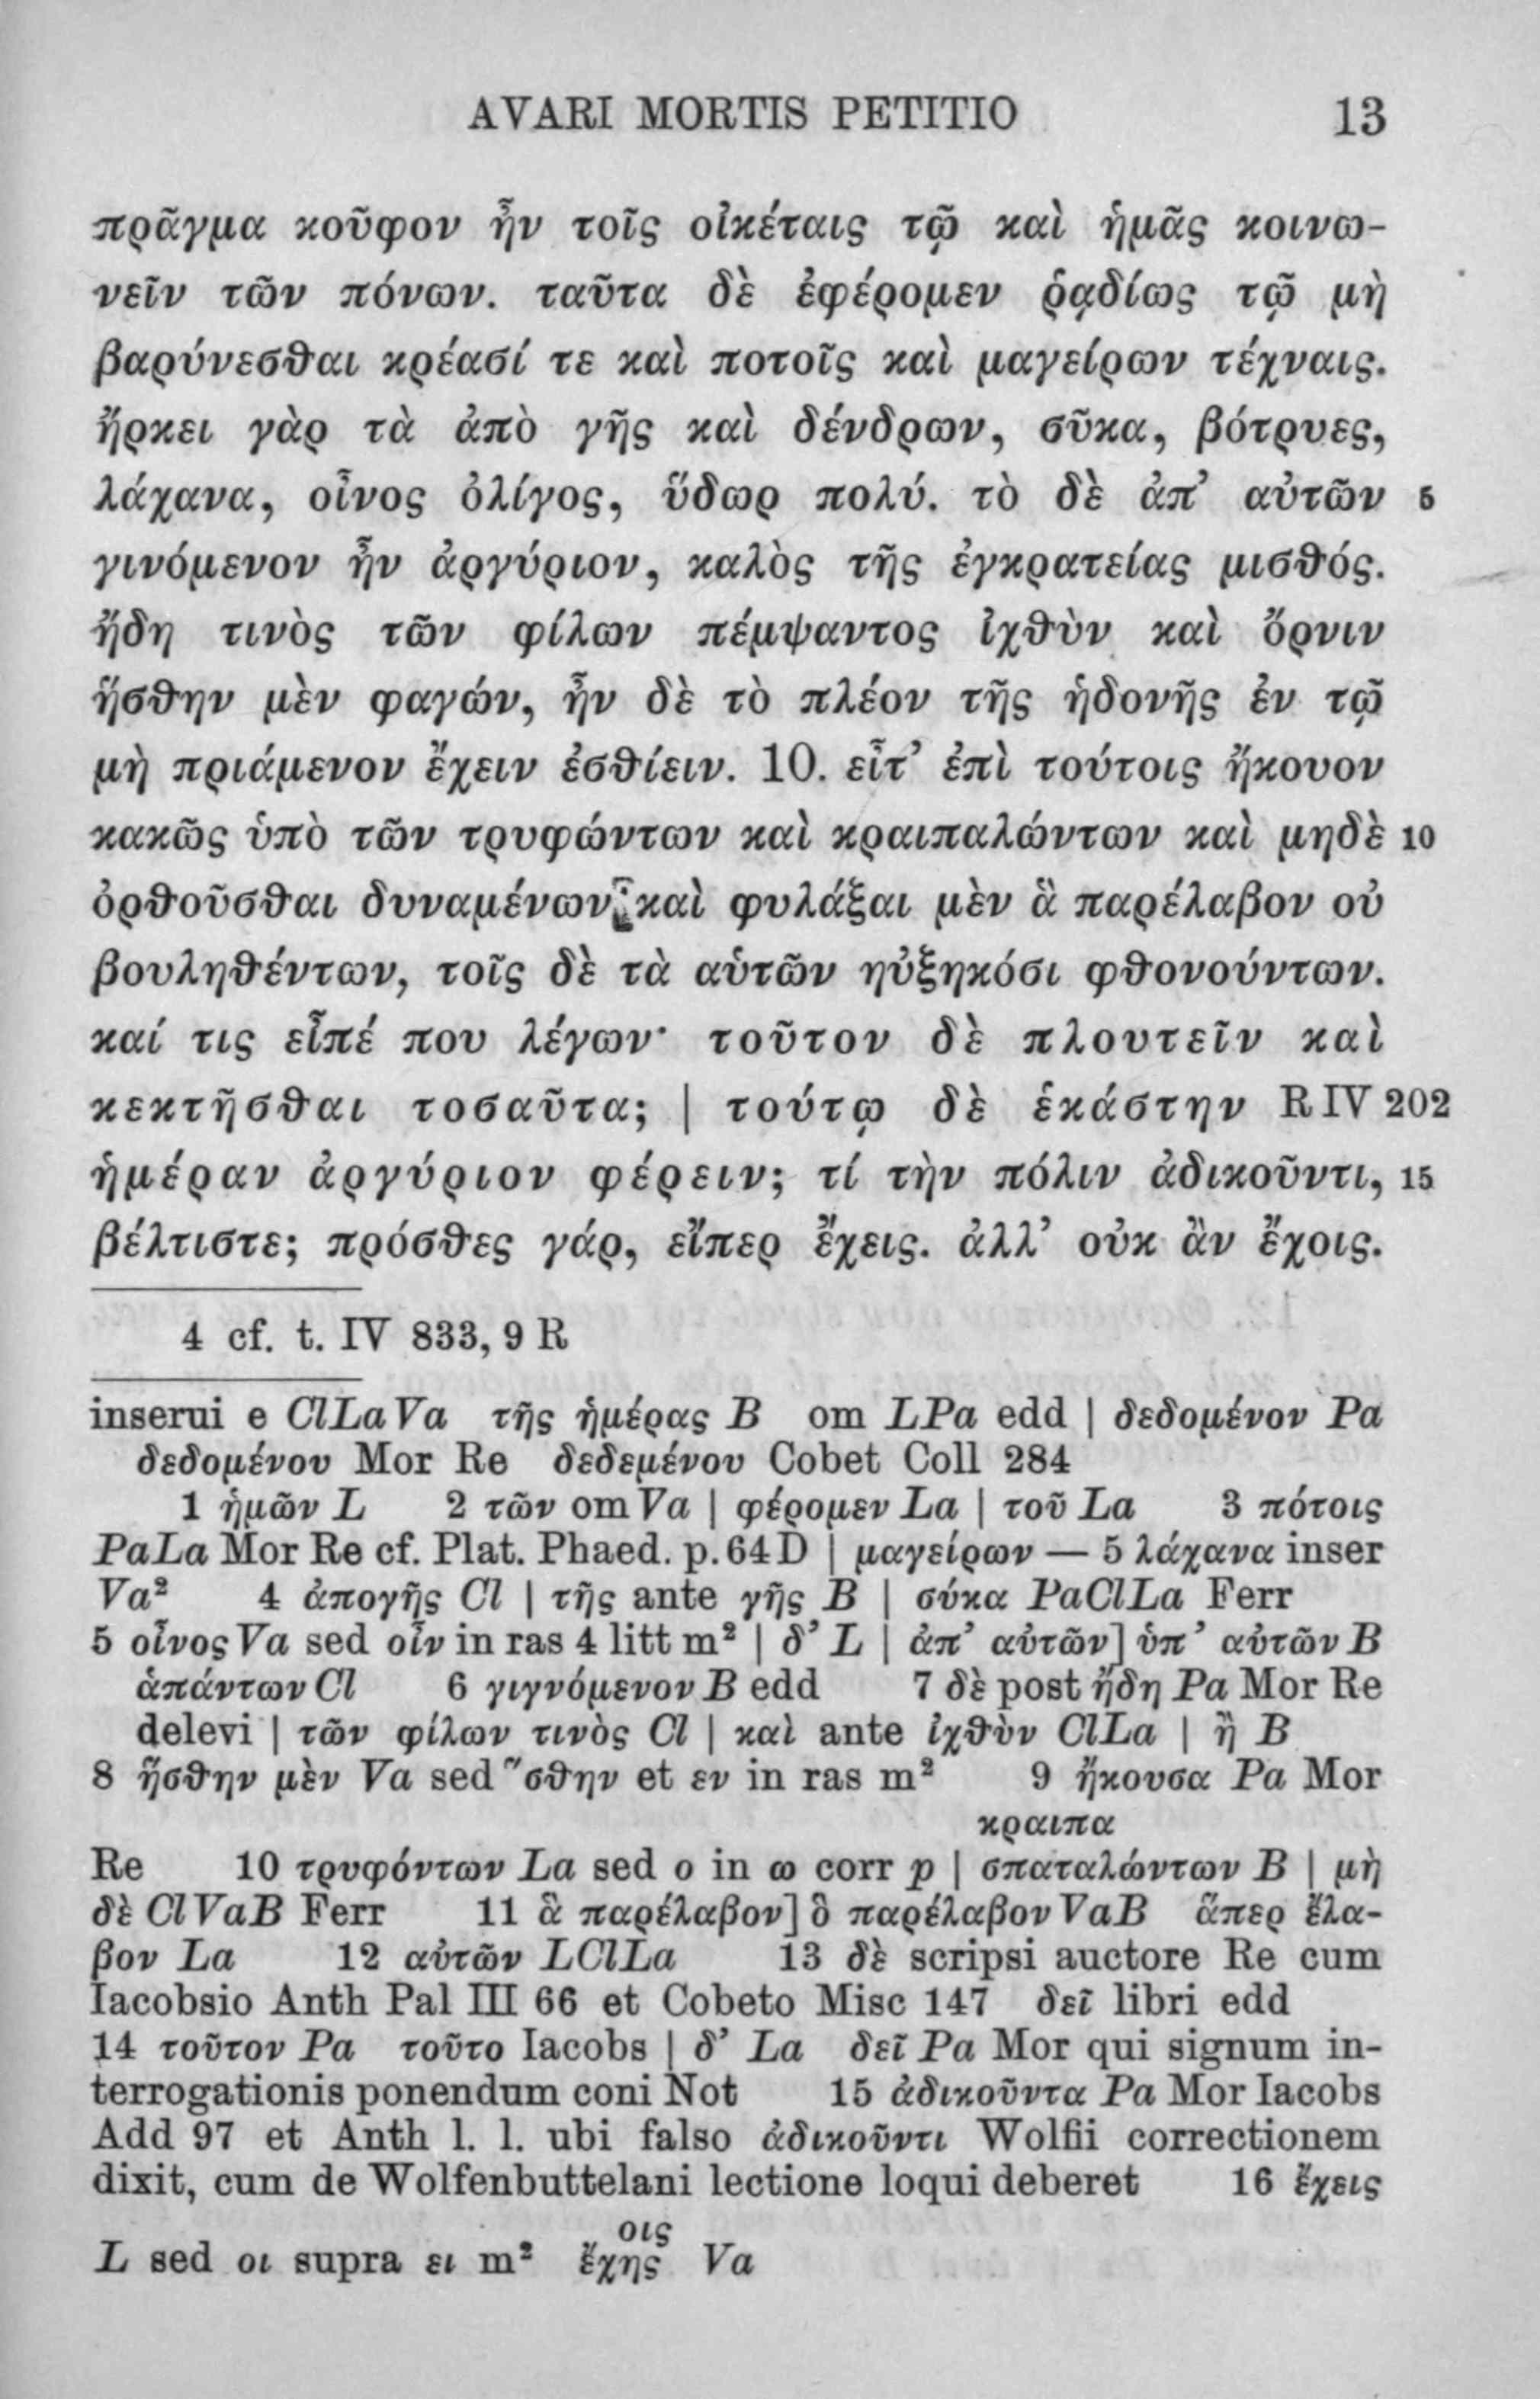 AVARI MORTIS PETITIO 13
πρᾶγμα κοῦφον ἦν τοῖς οἰκέταις τῷ καὶ ἡμᾶς κοινω-
νεῖν τῶν πόνων. ταῦτα δὲ ἐφέρομεν ῥᾳδίως τῷ μὴ
βαρύνεσθαι κρέασί τε καὶ ποτοῖς καὶ μαγείρων τέχναις.
ἤρκει γὰρ τὰ ἀπὸ γῆς καὶ δένδρων, σῦκα, βότρυες,
λάχανα, οἶνος ὀλίγος, ὕδωρ πολύ. τὸ δὲ ἀπ’ αὐτῶν 5
γινόμενον ἦν ἀργύριον, καλὸς τῆς ἐγκρατείας μισθός.
ἤδη τινὸς τῶν φίλων πέμψαντος ἰχθὺν καὶ ὄρνιν
ἥσθην μὲν φαγών, ἦν δὲ τὸ πλέον τῆς ἡδονῆς ἐν τῷ
μὴ πριάμενον ἔχειν ἐσθίειν. 10. εἶτ’ ἐπὶ τούτοις ἤκουον
κακῶς ὑπὸ τῶν τρυφώντων καὶ κραιπαλώντων καὶ μηδὲ 10
ὀρθοῦσθαι δυναμένων καὶ φυλάξαι μὲν ἃ παρέλαβον οὐ
βουληθέντων, τοῖς δὲ τὰ αὑτῶν ηὐξηκόσι φθονούντων.
καί τις εἶπέ που λέγων· τοῦτον δὲ πλουτεῖν καὶ
κεκτῆσθαι τοσαῦτα; | τούτῳ δὲ ἑκάστην R IV 202
ἡμέραν ἀργύριον φέρειν; τί τὴν πόλιν ἀδικοῦντι, 15
βέλτιστε; πρόσθες γάρ, εἴπερ ἔχεις. ἀλλ’ οὐκ ἂν ἔχοις.
4 cf. t. IV 833, 9 R
inserui e ClLaVa τῆς ἡμέρας B om LPa edd | δεδομένον Pa
δεδομένου Mor Re δεδεμένου Cobet Coll 284
1 ἡμῶν L 2 τῶν om Va | φέρομεν La | τοῦ La 3 πότοις
PaLa Mor Re cf. Plat. Phaed. p. 64 D | μαγείρων — 5 λάχανα inser
Va² 4 ἀπογῆς Cl | τῆς ante γῆς B | σύκα PaClLa Ferr
5 οἶνος Va sed οἶν in ras 4 litt m² | δ’ L | ἀπ’ αὐτῶν] ὑπ’ αὐτῶν B
ἁπάντων Cl 6 γιγνόμενον B edd 7 δὲ post ἤδη Pa Mor Re
delevi | τῶν φίλων τινὸς Cl | καὶ ante ἰχθὺν ClLa | ἢ B
8 ἥσθην μὲν Va sed ῞σθην et εν in ras m² 9 ἤκουσα Pa Mor
κραιπα
Re 10 τρυφόντων La sed ο in ω corr p | σπαταλώντων B | μὴ
δὲ ClVaB Ferr 11 ἃ παρέλαβον] ὃ παρέλαβον VaB ἅπερ ἔλα-
βον La 12 αὐτῶν LClLa 13 δὲ scripsi auctore Re cum
Iacobsio Anth Pal III 66 et Cobeto Misc 147 δεῖ libri edd
14 τοῦτον Pa τοῦτο Iacobs | δ’ La δεῖ Pa Mor qui signum in-
terrogationis ponendum coni Not 15 ἀδικοῦντα Pa Mor Iacobs
Add 97 et Anth l. l. ubi falso ἀδικοῦντι Wolfii correctionem
dixit, cum de Wolfenbuttelani lectione loqui deberet 16 ἔχεις
οις
L sed οι supra ει m² ἔχης Va